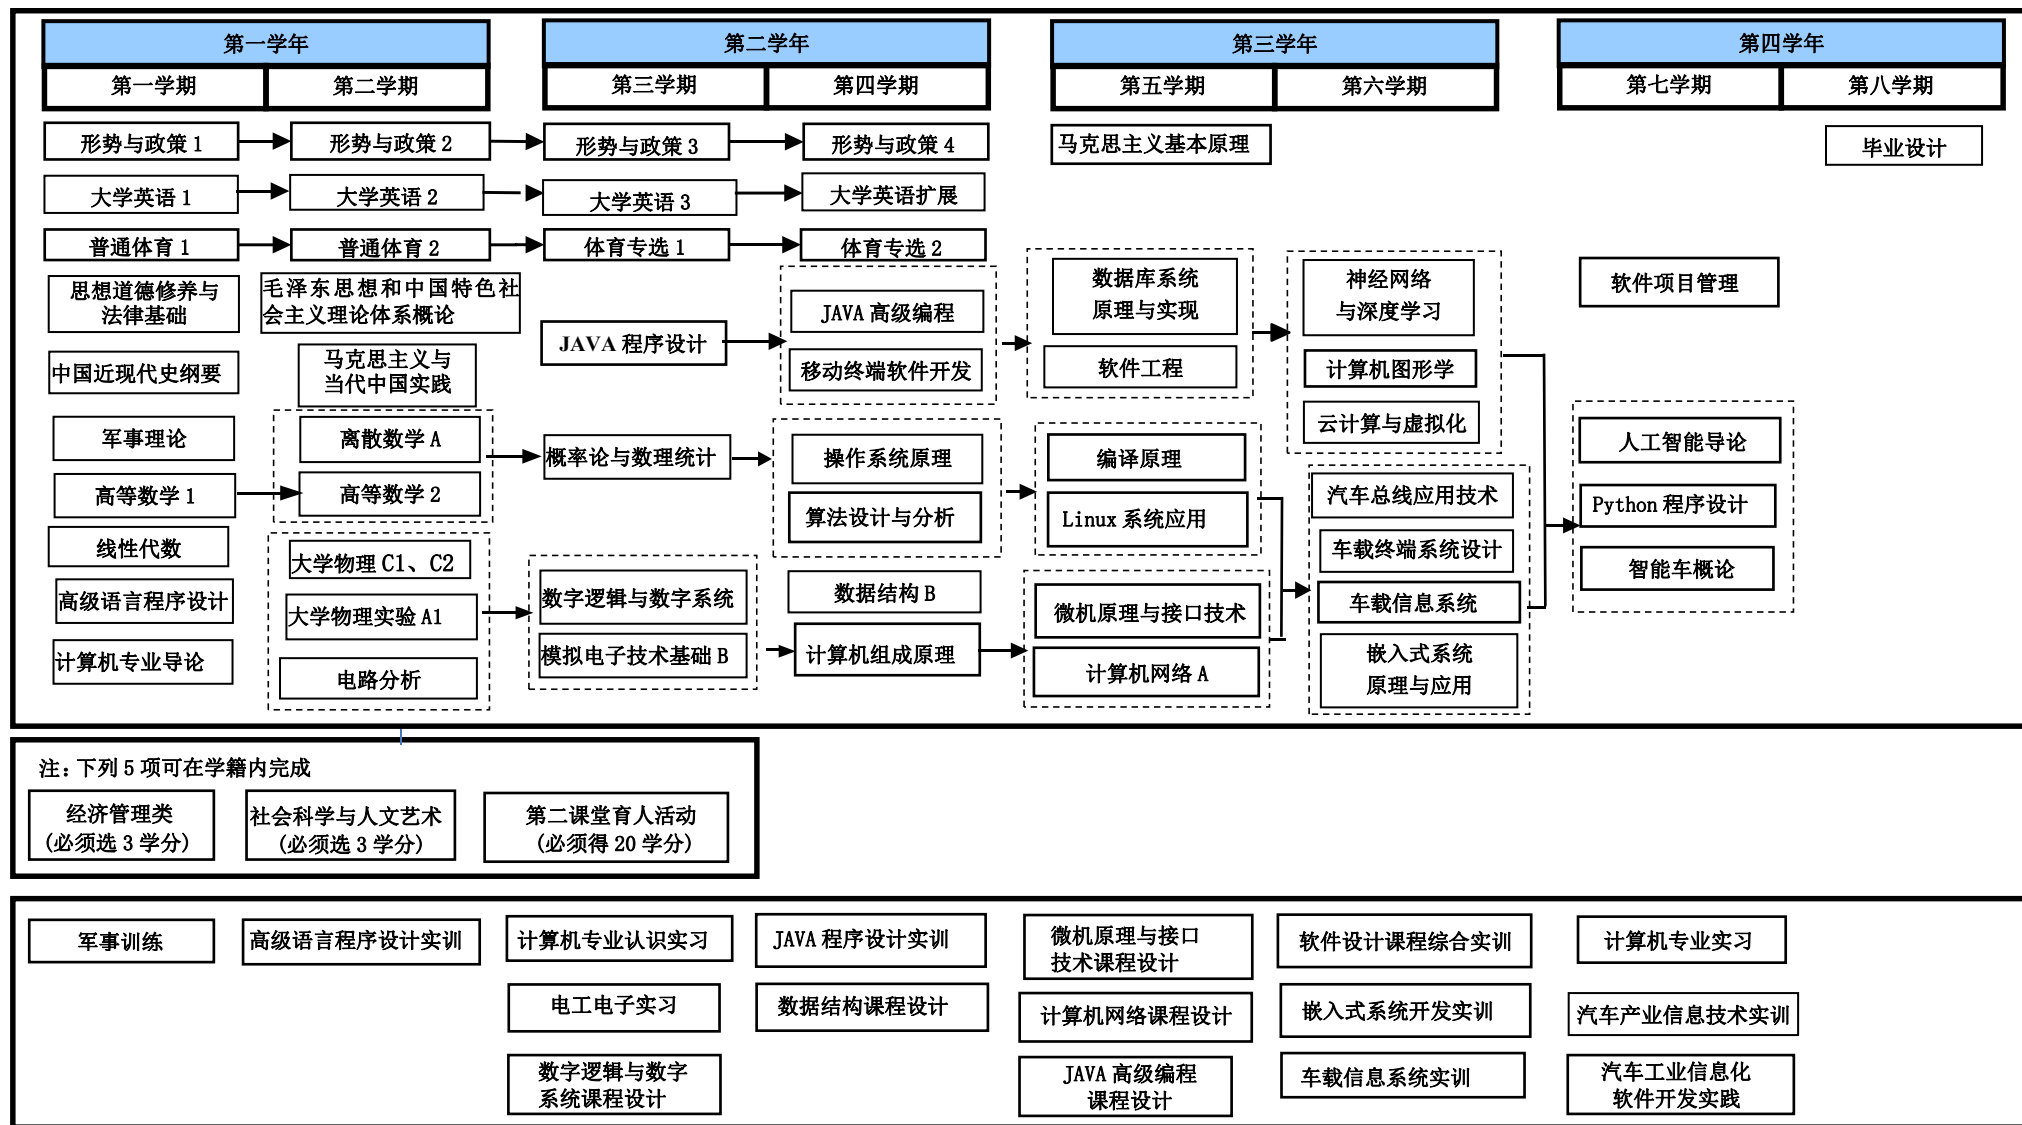 第一学年
第二学年
第三学年
第四学年
第一学期
第二学期
第三学期
第四学期
第五学期
第六学期
第七学期
第八学期
形势与政策 1
形势与政策 2
形势与政策 3
形势与政策 4
马克思主义基本原理
毕业设计
大学英语 1
大学英语 2
大学英语 3
大学英语扩展
普通体育 1
普通体育 2
体育专选 1
体育专选 2
思想道德修养与
法律基础
毛泽东思想和中国特色社
会主义理论体系概论
JAVA 程序设计
JAVA 高级编程
移动终端软件开发
数据库系统
原理与实现
软件工程
神经网络
与深度学习
计算机图形学
云计算与虚拟化
软件项目管理
中国近现代史纲要
马克思主义与
当代中国实践
军事理论
离散数学 A
高等数学 1
高等数学 2
概率论与数理统计
操作系统原理
算法设计与分析
编译原理
Linux 系统应用
汽车总线应用技术
车载终端系统设计
车载信息系统
嵌入式系统
原理与应用
人工智能导论
Python 程序设计
智能车概论
线性代数
高级语言程序设计
计算机专业导论
大学物理 C1、C2
大学物理实验 A1
电路分析
数字逻辑与数字系统
模拟电子技术基础 B
数据结构 B
计算机组成原理
微机原理与接口技术
计算机网络 A
注：下列 5 项可在学籍内完成
经济管理类
（必须选 3 学分）
社会科学与人文艺术
（必须选 3 学分）
第二课堂育人活动
（必须得 20 学分）
军事训练
高级语言程序设计实训
计算机专业认识实习
JAVA 程序设计实训
微机原理与接口
技术课程设计
软件设计课程综合实训
计算机专业实习
电工电子实习
数据结构课程设计
计算机网络课程设计
嵌入式系统开发实训
汽车产业信息技术实训
数字逻辑与数字
系统课程设计
JAVA 高级编程
课程设计
车载信息系统实训
汽车工业信息化
软件开发实践